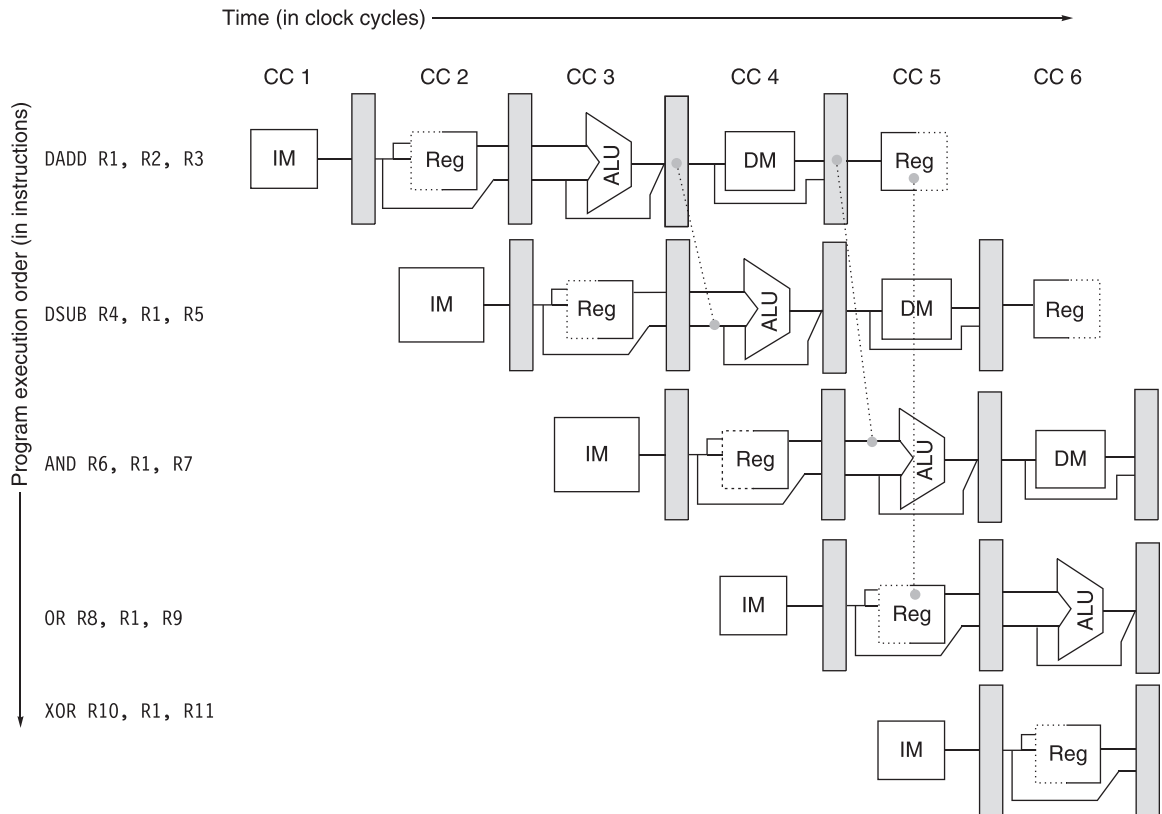 Time (in clock cycles)
CC 1 CC 2 CC 3 CC 4 CC 5 CC 6
Program execution order (in instructions)
DADD R1, R2, R3
IM Reg ALU DM Reg
DSUB R4, R1, R5
IM Reg ALU DM Reg
AND R6, R1, R7
IM Reg ALU DM
OR R8, R1, R9
IM Reg ALU
XOR R10, R1, R11
IM Reg